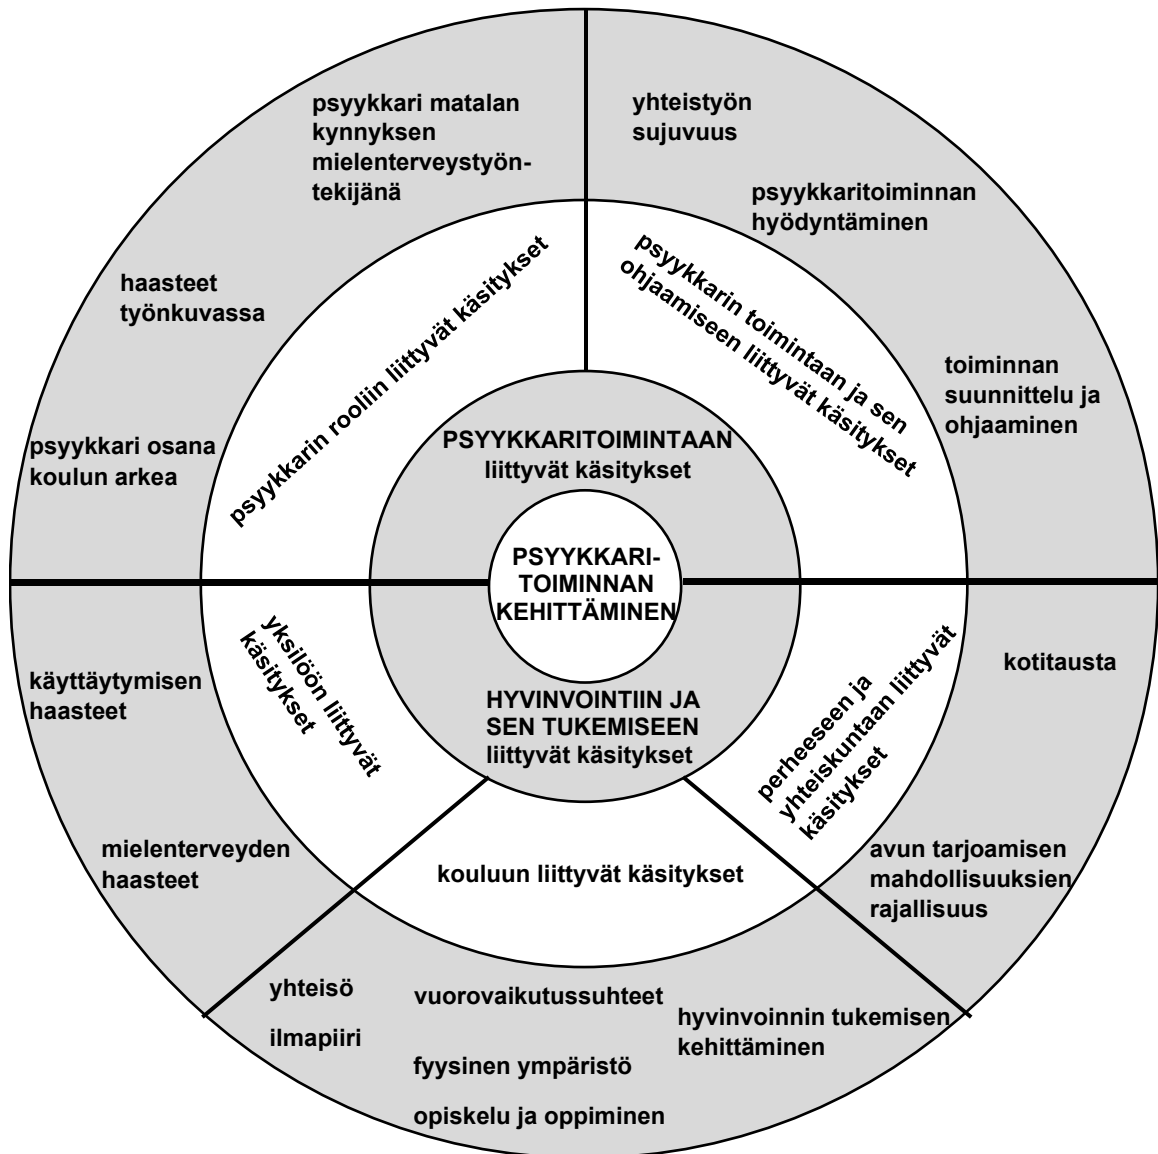 psyykkari matalan
kynnyksen
mielenterveystyön-
tekijänä
yhteistyön
sujuvuus
psyykkaritoiminnan
hyödyntäminen
haasteet
työnkuvassa
psyykkarin rooliin liittyvät käsitykset
psyykkarin toimintaan ja sen
ohjaamiseen liittyvät käsitykset
toiminnan
suunnittelu ja
ohjaaminen
psyykkari osana
koulun arkea
PSYYKKARITOIMINTAAN
liittyvät käsitykset
PSYYKKARI-
TOIMINNAN
KEHITTÄMINEN
HYVINVOINTIIN JA
SEN TUKEMISEEN
liittyvät käsitykset
yksilöön liittyvät
käsitykset
käyttäytymisen
haasteet
mielenterveyden
haasteet
perheeseen ja
yhteiskuntaan liittyvät
käsitykset
kotitausta
avun tarjoamisen
mahdollisuuksien
rajallisuus
kouluun liittyvät käsitykset
yhteisö
ilmapiiri
vuorovaikutussuhteet
fyysinen ympäristö
opiskelu ja oppiminen
hyvinvoinnin tukemisen
kehittäminen